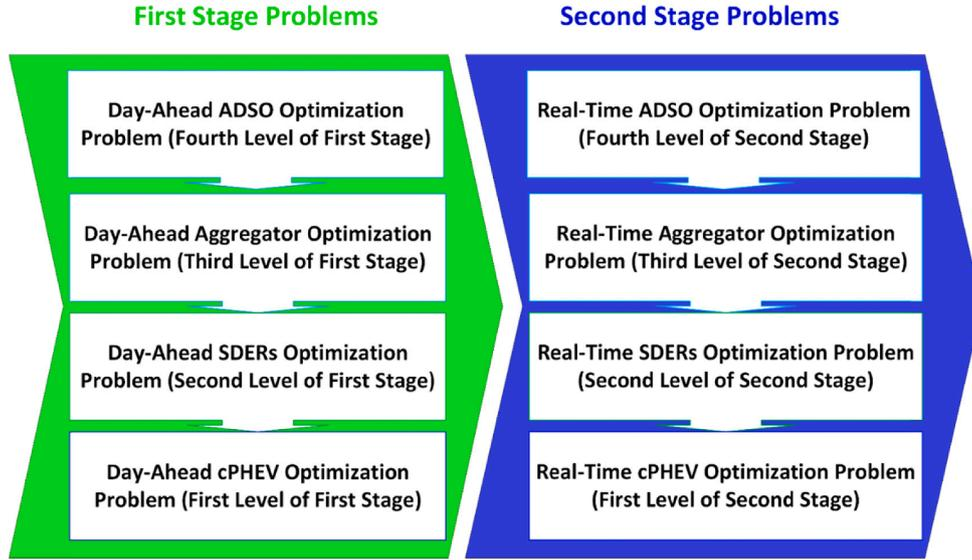 First Stage Problems
Second Stage Problems
Day-Ahead ADSO Optimization
Problem (Fourth Level of First Stage)
Day-Ahead Aggregator Optimization
Problem (Third Level of First Stage)
Day-Ahead SDERs Optimization
Problem (Second Level of First Stage)
Day-Ahead cPHEV Optimization
Problem (First Level of First Stage)
Real-Time ADSO Optimization Problem
(Fourth Level of Second Stage)
Real-Time Aggregator Optimization
Problem (Third Level of Second Stage)
Real-Time SDERs Optimization Problem
(Second Level of Second Stage)
Real-Time cPHEV Optimization Problem
(First Level of Second Stage)